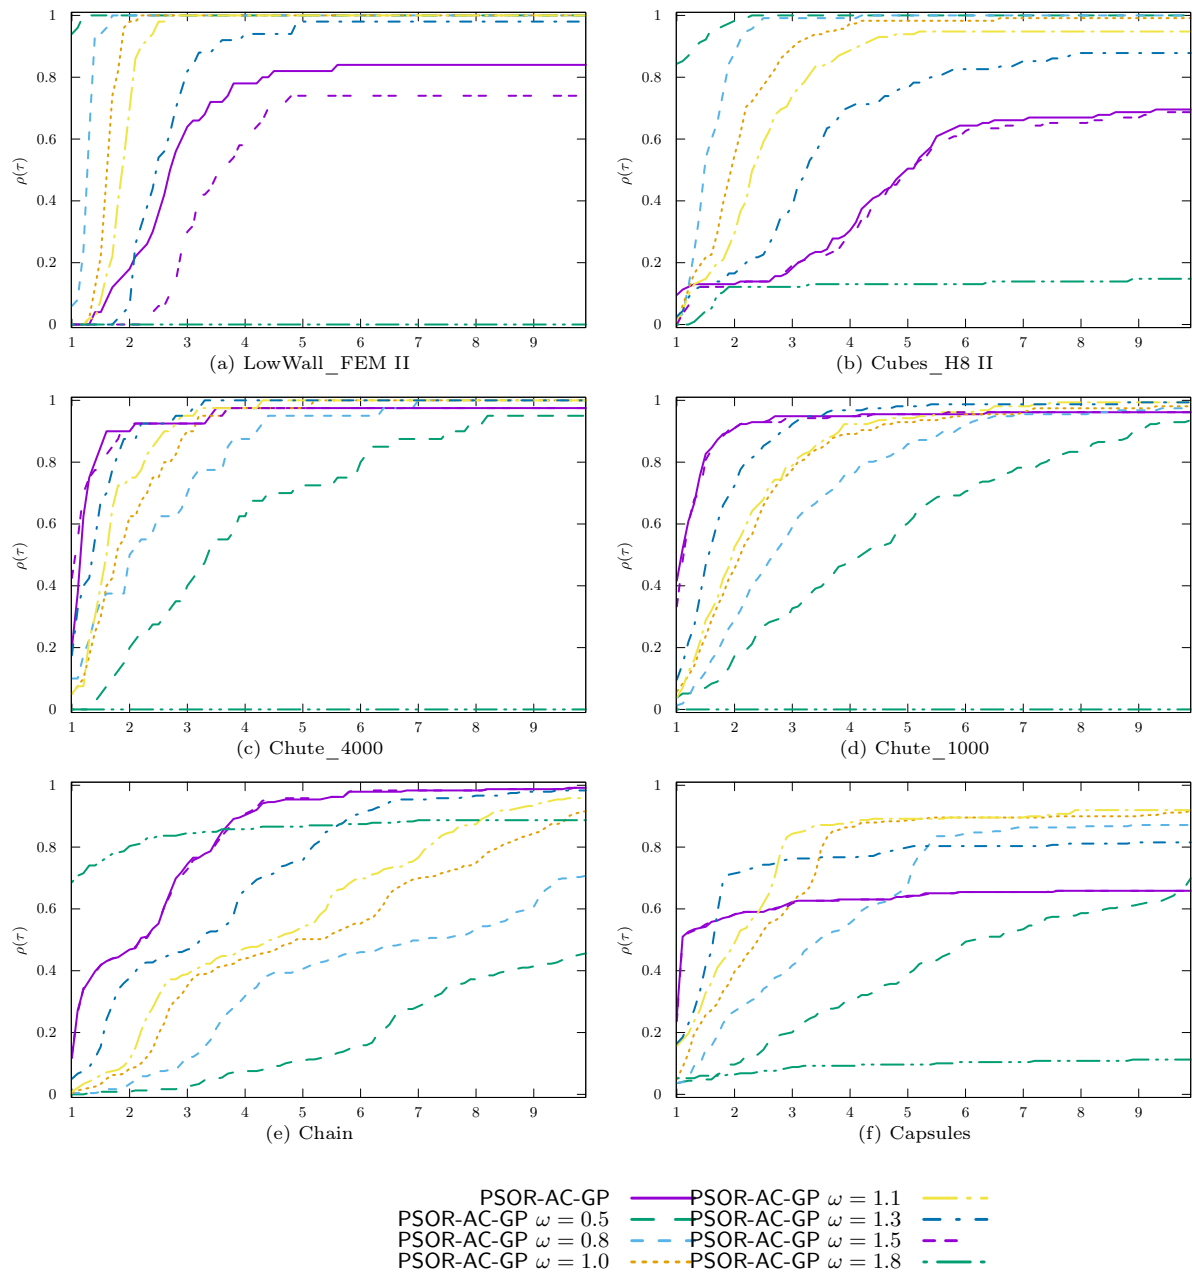 1
0.8
0.6
0.4
0.2
0
ρ(τ)
1 2 3 4 5 6 7 8 9
(a) LowWall_FEM II
1
0.8
0.6
0.4
0.2
0
ρ(τ)
1 2 3 4 5 6 7 8 9
(b) Cubes_H8 II
1
0.8
0.6
0.4
0.2
0
ρ(τ)
1 2 3 4 5 6 7 8 9
(c) Chute_4000
1
0.8
0.6
0.4
0.2
0
ρ(τ)
1 2 3 4 5 6 7 8 9
(d) Chute_1000
1
0.8
0.6
0.4
0.2
0
ρ(τ)
1 2 3 4 5 6 7 8 9
(e) Chain
1
0.8
0.6
0.4
0.2
0
ρ(τ)
1 2 3 4 5 6 7 8 9
(f) Capsules
PSOR-AC-GP
PSOR-AC-GP ω = 0.5
PSOR-AC-GP ω = 0.8
PSOR-AC-GP ω = 1.0
PSOR-AC-GP ω = 1.1
PSOR-AC-GP ω = 1.3
PSOR-AC-GP ω = 1.5
PSOR-AC-GP ω = 1.8